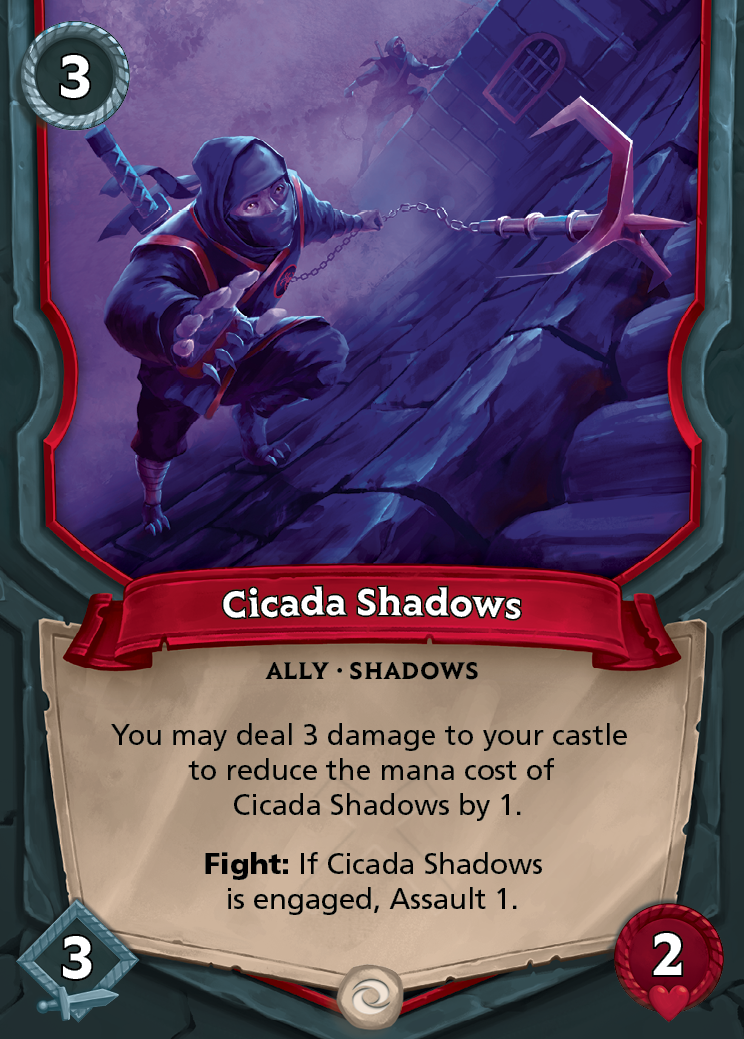 3
Cicada Shadows
ALLY · SHADOWS
You may deal 3 damage to your castle
to reduce the mana cost of
Cicada Shadows by 1.
Fight: If Cicada Shadows
is engaged, Assault 1.
3
2